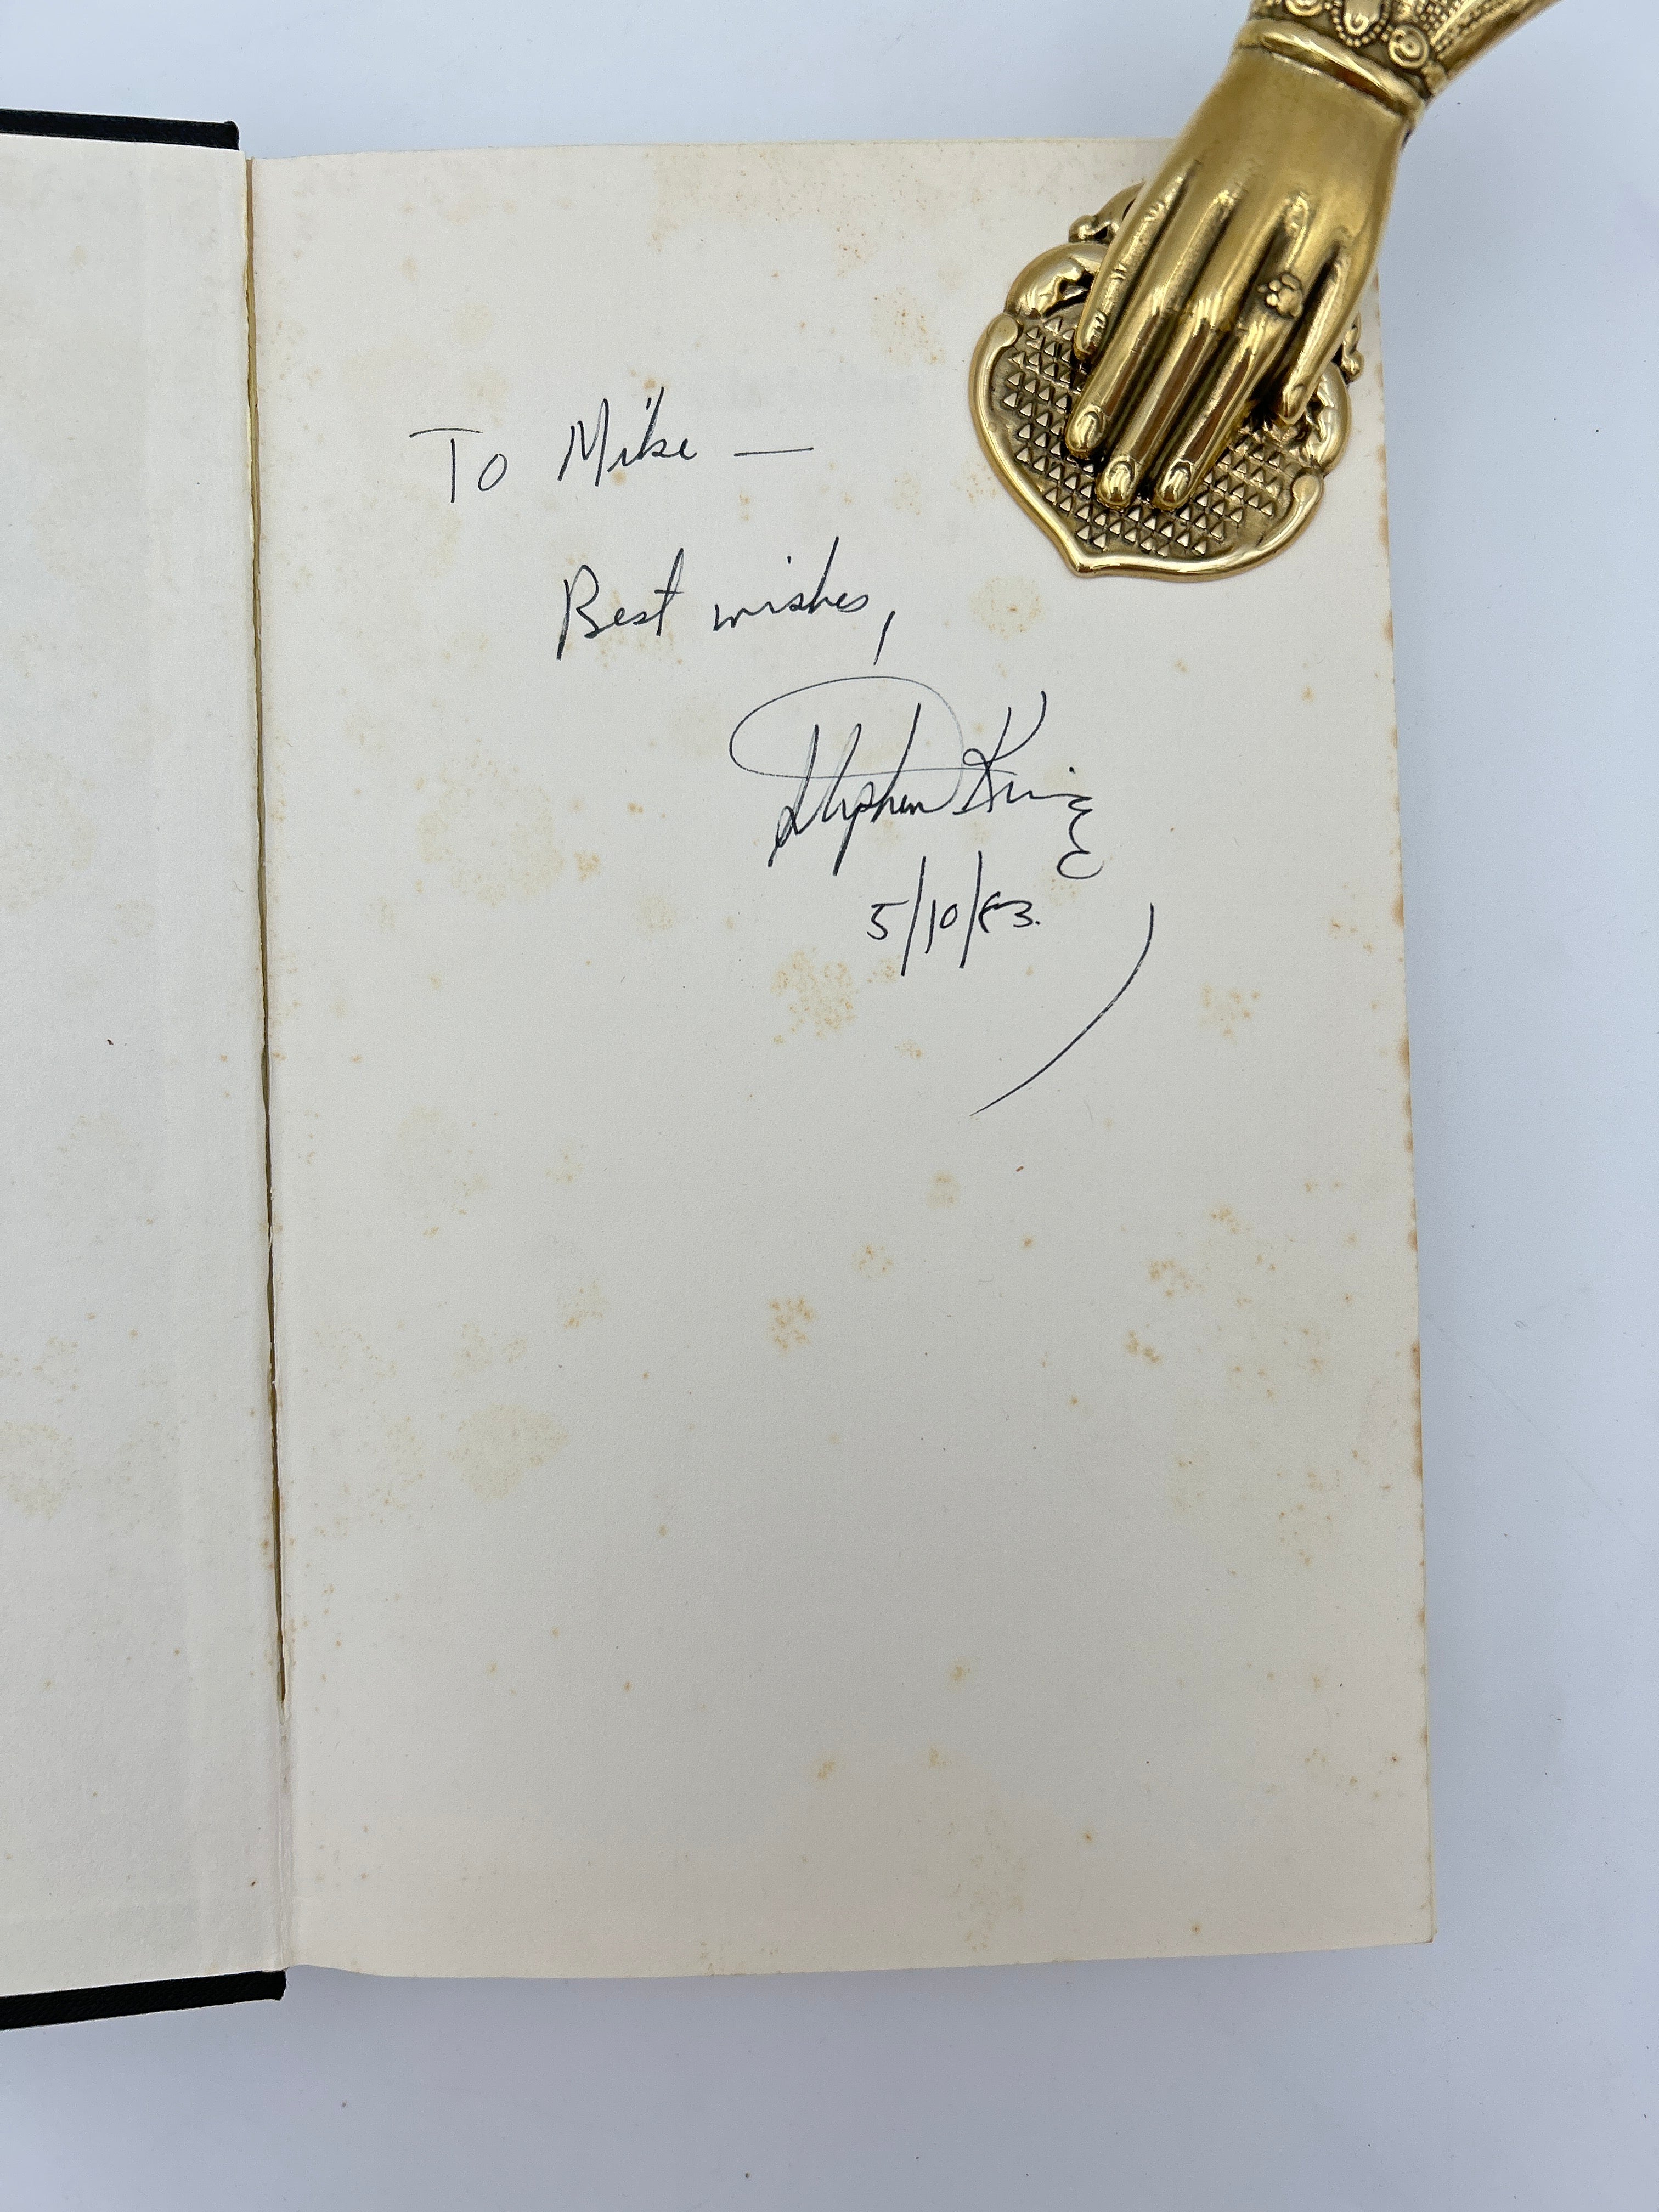 To Mike —
Best wishes,
Stephen King
5/10/83.